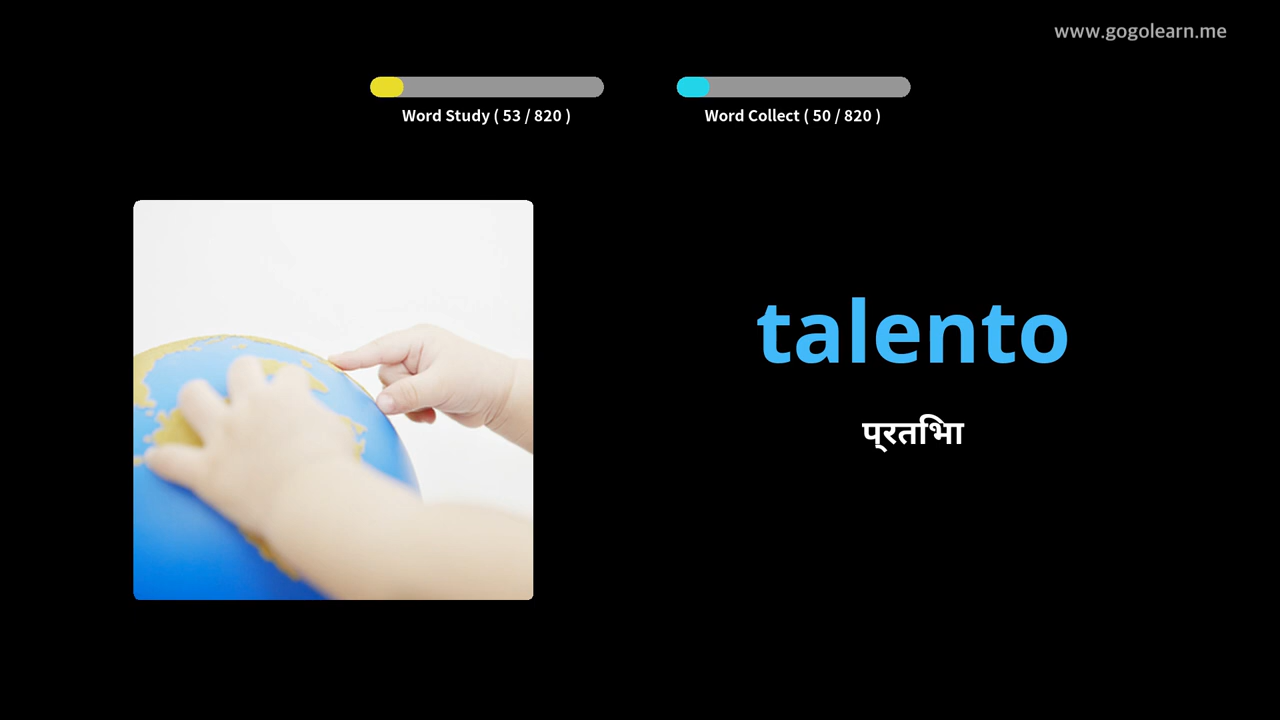 www.gogolearn.me
Word Study ( 53 / 820 )
Word Collect ( 50 / 820 )
talento
प्रतिभा